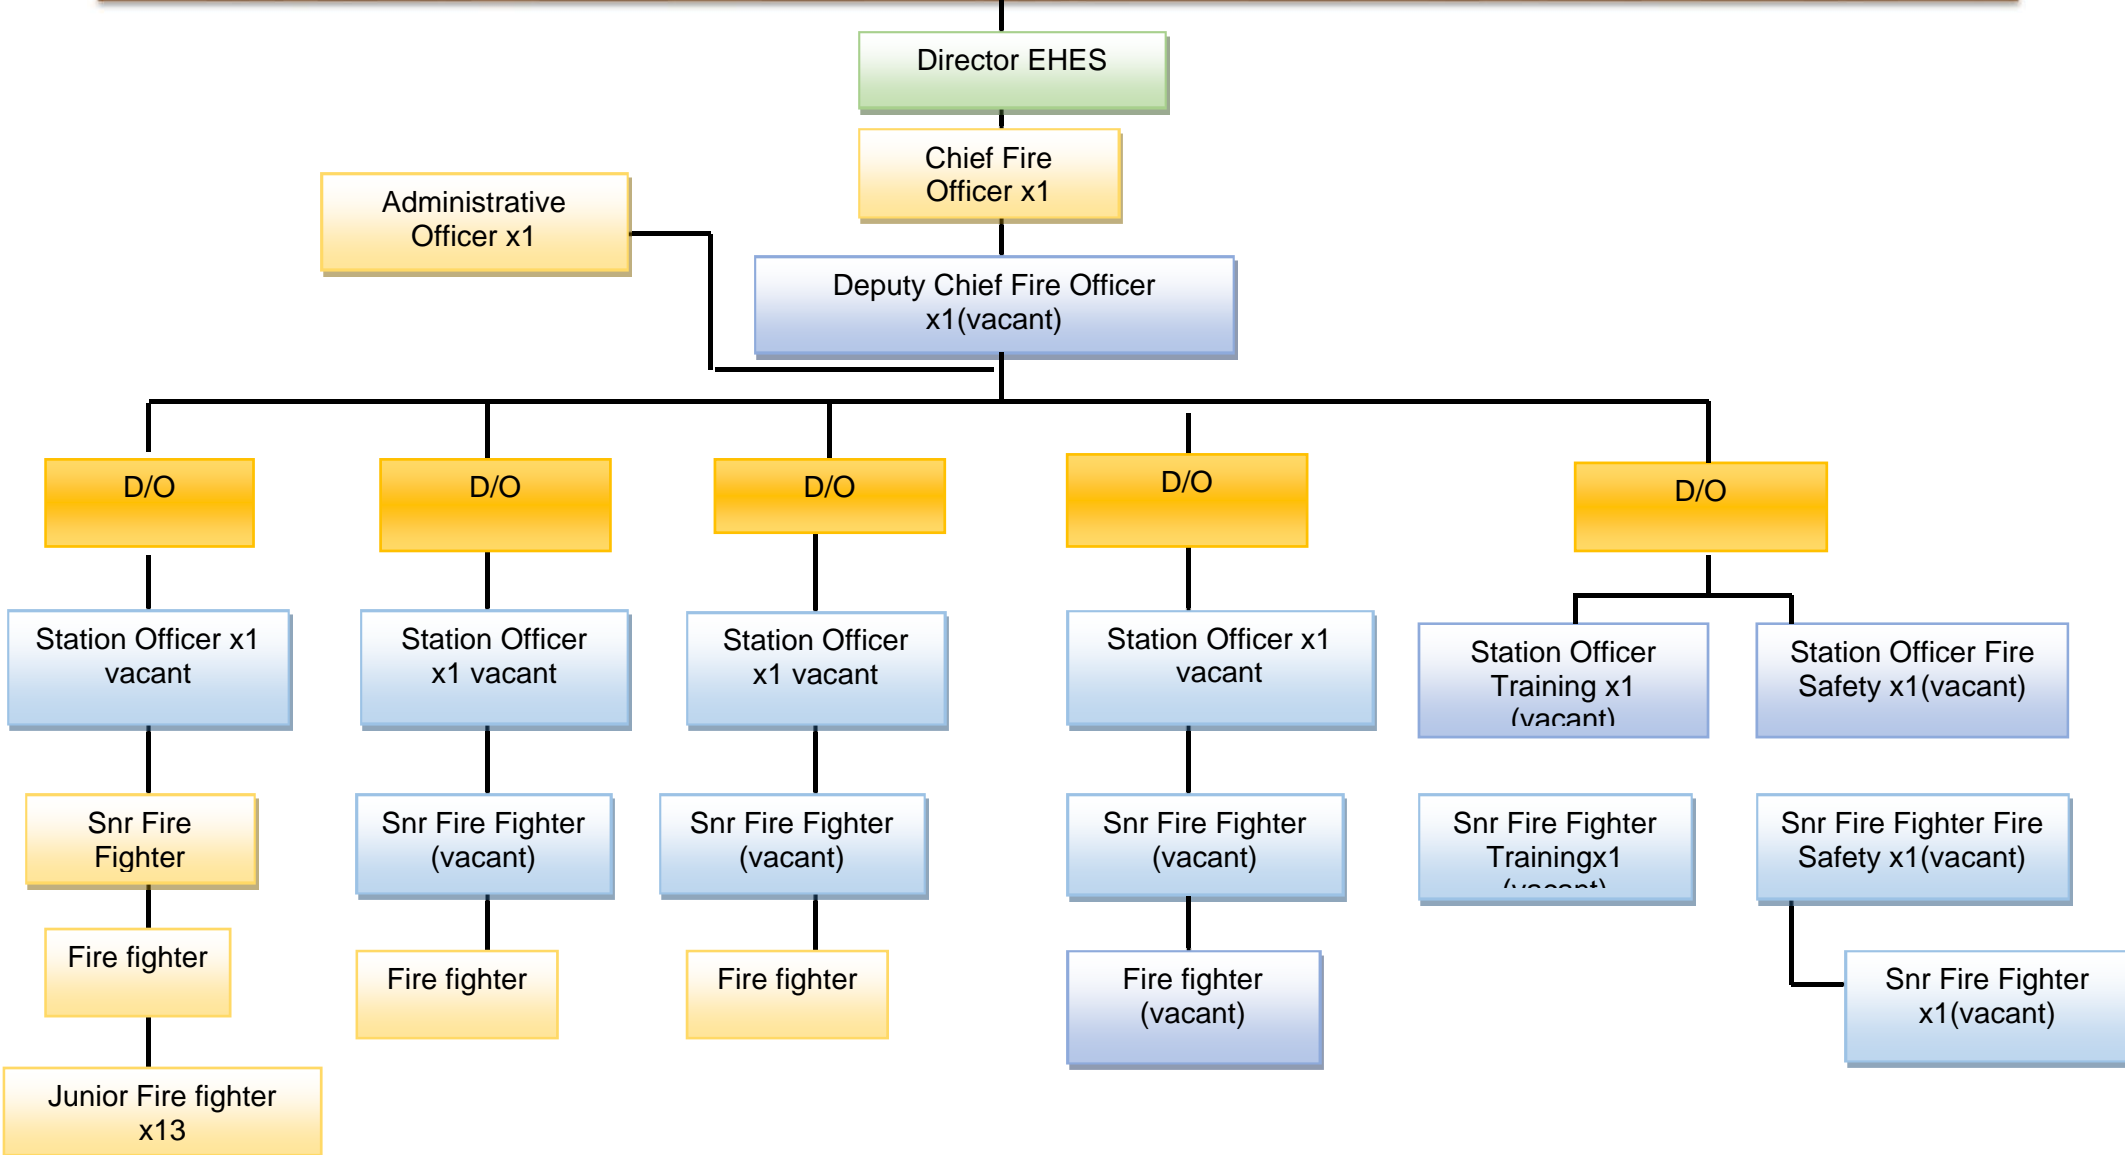 Director EHES
Chief Fire
Officer x1
Administrative
Officer x1
Deputy Chief Fire Officer
x1(vacant)
D/O
D/O
D/O
D/O
D/O
Station Officer x1
vacant
Station Officer
x1 vacant
Station Officer
x1 vacant
Station Officer x1
vacant
Station Officer
Training x1
(vacant)
Station Officer Fire
Safety x1(vacant)
Snr Fire
Fighter
Snr Fire Fighter
(vacant)
Snr Fire Fighter
(vacant)
Snr Fire Fighter
(vacant)
Snr Fire Fighter
Trainingx1
(vacant)
Snr Fire Fighter Fire
Safety x1(vacant)
Fire fighter
Fire fighter
Fire fighter
Fire fighter
(vacant)
Snr Fire Fighter
x1(vacant)
Junior Fire fighter
x13